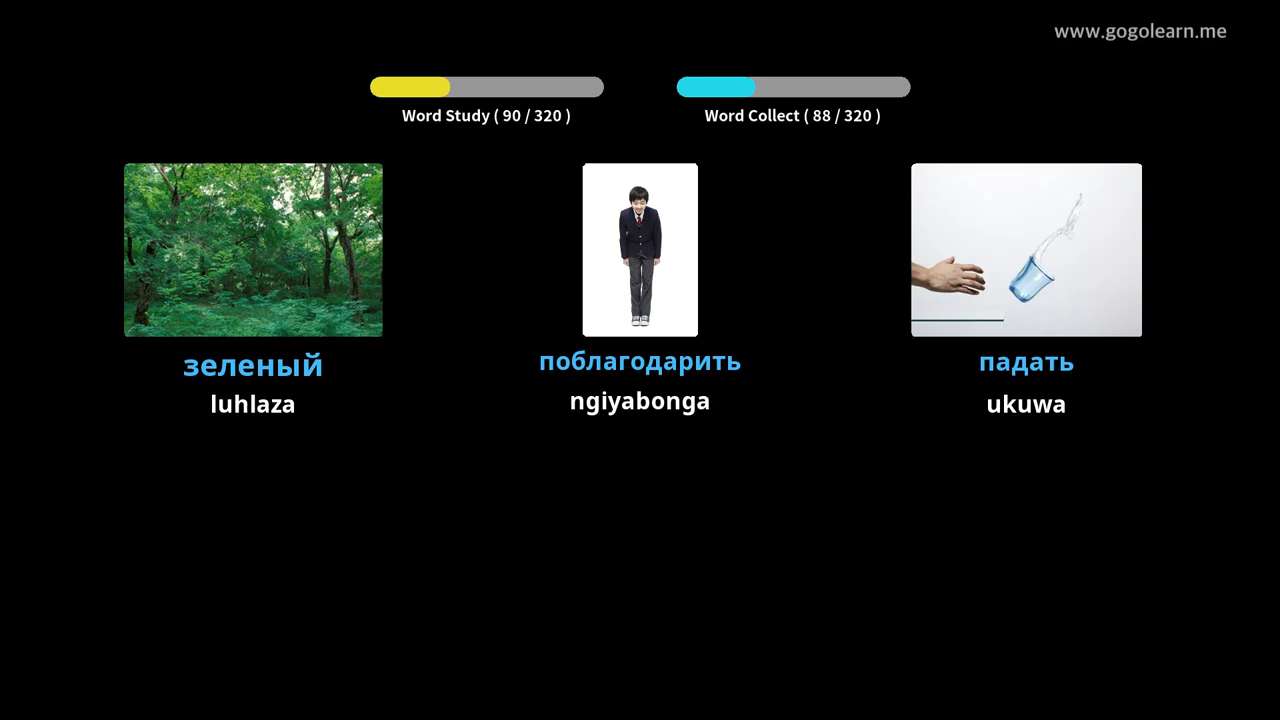 www.gogolearn.me
Word Study ( 90 / 320 )
Word Collect ( 88 / 320 )
зеленый
luhlaza
поблагодарить
ngiyabonga
падать
ukuwa